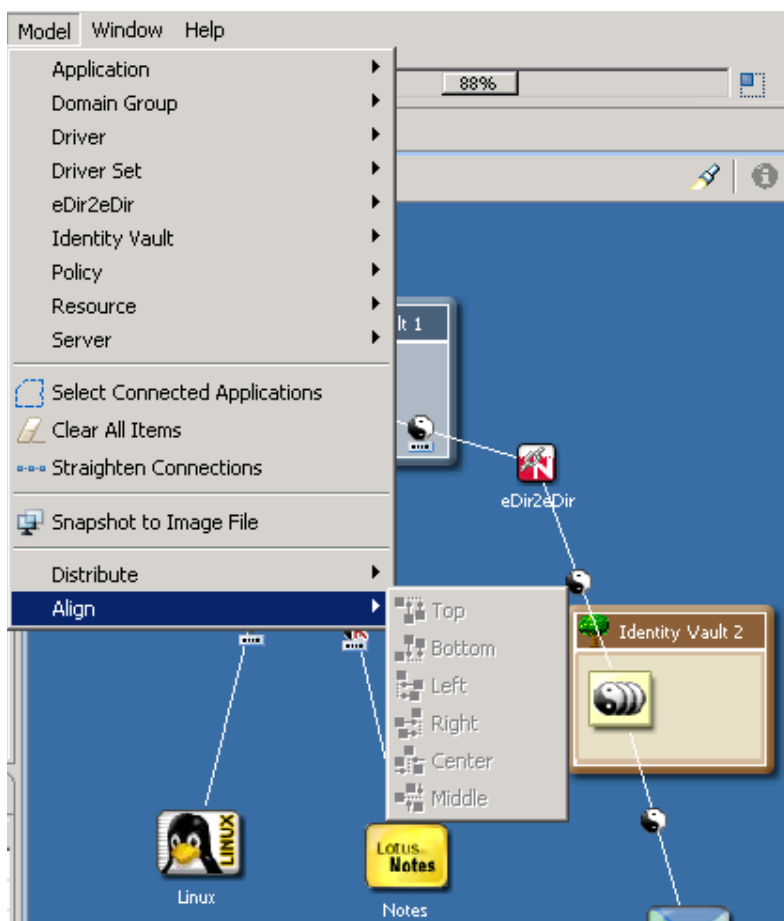 Model Window Help
Application
Domain Group
Driver
Driver Set
eDir2eDir
Identity Vault
Policy
Resource
Server
Select Connected Applications
Clear All Items
Straighten Connections
Snapshot to Image File
Distribute
Align
Top
Bottom
Left
Right
Center
Middle
88%
lt 1
eDir2eDir
Identity Vault 2
LINUX
Linux
Lotus
Notes
Notes